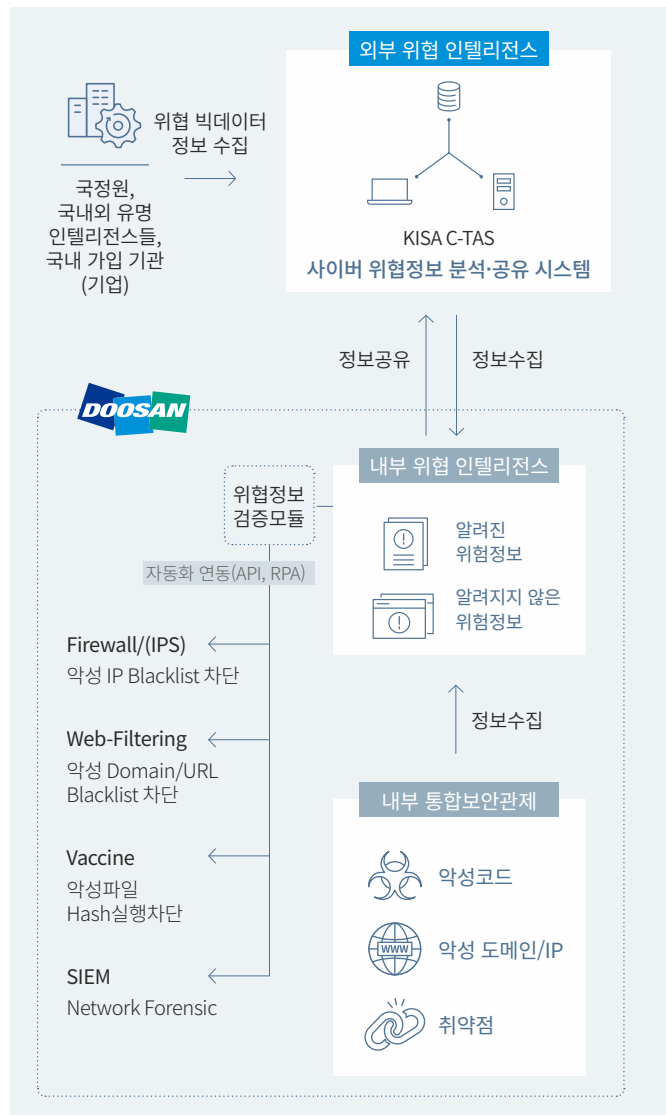 외부 위협 인텔리전스
위협 빅데이터
정보 수집
국정원,
국내외 유명
인텔리전스들,
국내 가입 기관
(기업)
KISA C-TAS
사이버 위협정보 분석·공유 시스템
정보공유
정보수집
DOOSAN
내부 위협 인텔리전스
위협정보
검증모듈
알려진
위험정보
알려지지 않은
위험정보
자동화 연동(API, RPA)
Firewall/(IPS)
악성 IP Blacklist 차단
Web-Filtering
악성 Domain/URL
Blacklist 차단
Vaccine
악성파일
Hash실행차단
SIEM
Network Forensic
정보수집
내부 통합보안관제
악성코드
WWW
악성 도메인/IP
취약점